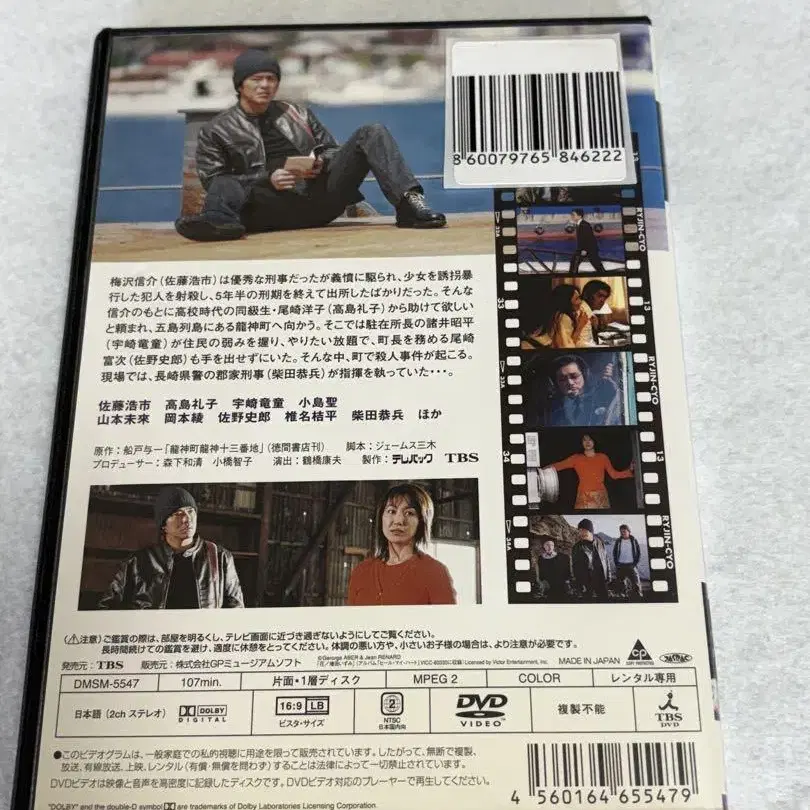 8 60079765 846222
RYJIN-CYO
33A
13
33
RYJIN-CYO
33A
13
34
RYJIN-CYO
34A
梅沢信介(佐藤浩市)は優秀な刑事だったが義憤に駆られ、少女を誘拐暴
行した犯人を射殺し、5年半の刑期を終えて出所したばかりだった。そんな
信介のもとに高校時代の同級生・尾崎洋子(高島礼子)から助けて欲しい
と頼まれ、五島列島にある龍神町へ向かう。そこでは駐在所長の諸井昭平
(宇崎竜童)が住民の弱みを握り、やりたい放題で、町長を務める尾崎
富次(佐野史郎)も手を出せずにいた。そんな中、町で殺人事件が起こる。
現場では、長崎県警の郡家刑事(柴田恭兵)が指揮を執っていた・・・。
佐藤浩市 高島礼子 宇崎竜童 小島聖
山本未來 岡本綾 佐野史郎 椎名桔平 柴田恭兵 ほか
原作:船戸与一「龍神町龍神十三番地」(徳間書店刊) 脚本:ジェームス三木
プロデューサー:森下和清 小橋智子 演出:鶴橋康夫 製作:テレパック TBS
〈⚠注意〉ご鑑賞の際は、部屋を明るくし、テレビ画面に近づき過ぎないようにしてご覧ください。
長時間続けての鑑賞を避け、適度に休憩をとってください。体調の悪い方や、小さいお子様の場合は、より注意が必要です。
発売元:TBS 販売元:株式会社GPミュージアムソフト
©George ASER & Jean RENARD
MADE IN JAPAN
cp
COPY PROTECTED
JASRAC
DMSM-5547 107min. 片面・1層ディスク MPEG 2 COLOR レンタル専用
日本語(2ch ステレオ) DOLBY DIGITAL 16:9 LB ビスタ・サイズ 2 NTSC 日本国内向 DVD VIDEO 複製不能 TBS DVD
●このビデオグラムは、一般家庭での私的視聴に用途を限って販売されています。したがって、無断で複製、
放送、有線放送、上映、レンタル(有償・無償を問わず)することは法律によって一切禁止されています。
DVDビデオは映像と音声を高密度に記録したディスクです。DVDビデオ対応のプレーヤーで再生してください。
"DOLBY" and the double-D symbol are trademarks of Dolby Laboratories Licensing Corporation.
4 560164 655479